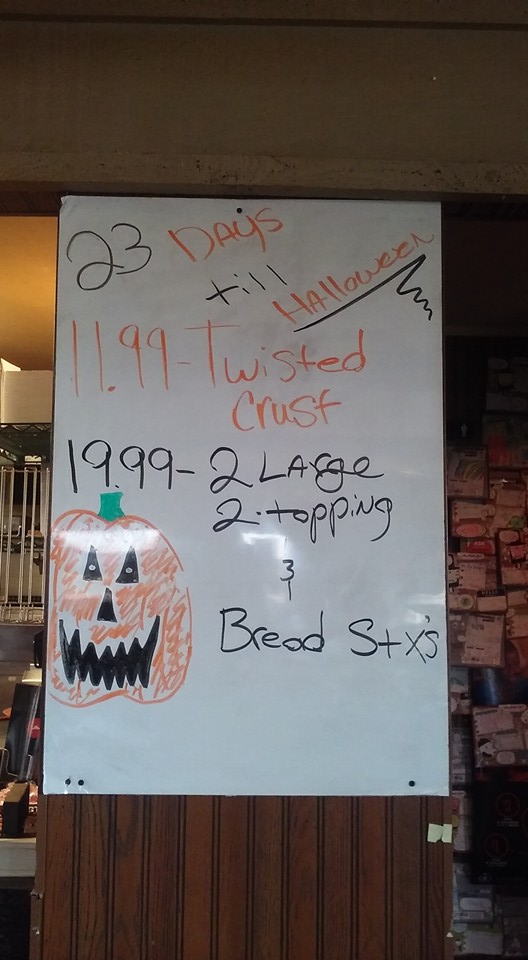 23 Days
till Halloween
11.99-Twisted
Crust
19.99-2 Large
2-topping
&
Bread Stx's